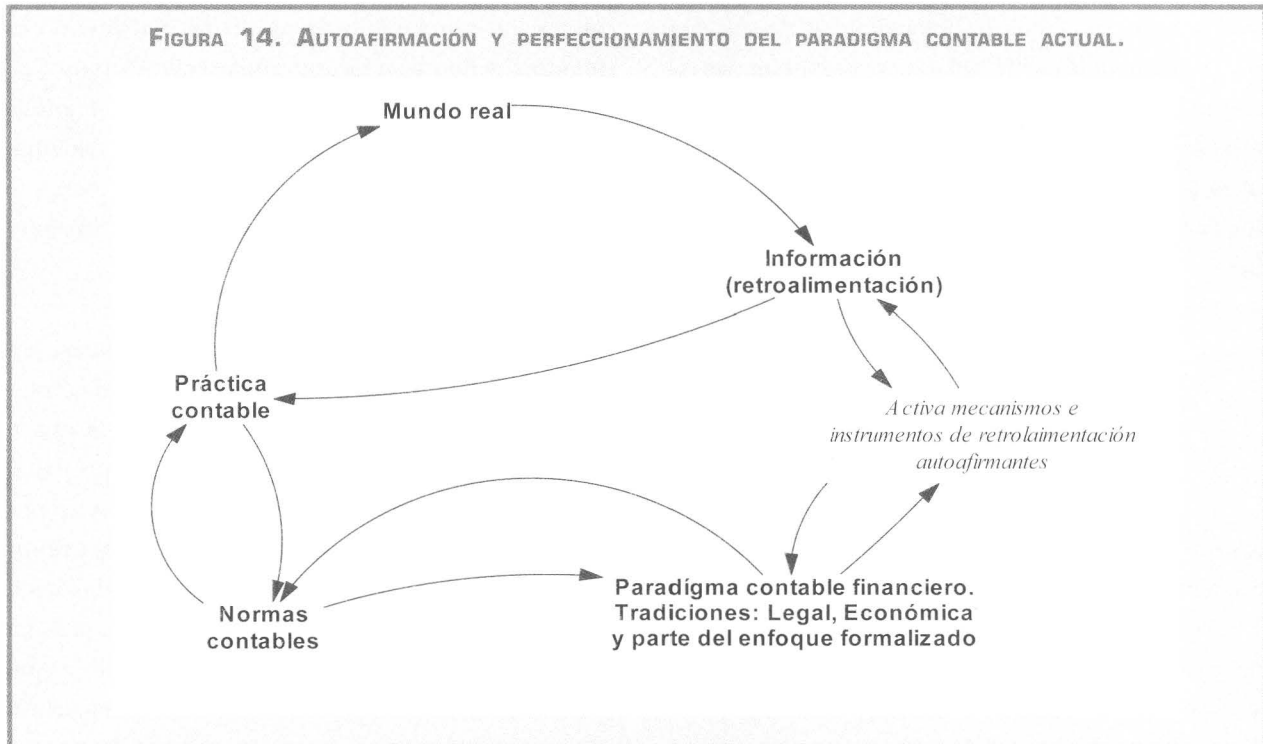 FIGURA 14. AUTOAFIRMACIÓN Y PERFECCIONAMIENTO DEL PARADIGMA CONTABLE ACTUAL.
Mundo real
Información
(retroalimentación)
Práctica
contable
Activa mecanismos e
instrumentos de retrolaimentación
autoafirmantes
Normas
contables
Paradígma contable financiero.
Tradiciones: Legal, Económica
y parte del enfoque formalizado